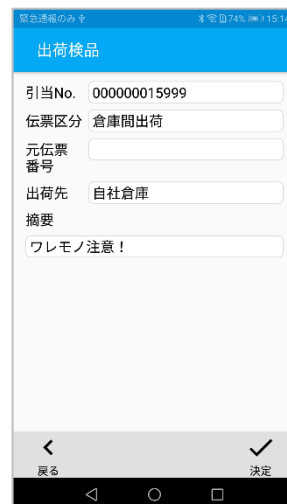 緊急通報のみ 74% 15:14
出荷検品
引当No. 000000015999
伝票区分 倉庫間出荷
元伝票
番号
出荷先 自社倉庫
摘要
ワレモノ注意！
戻る 決定